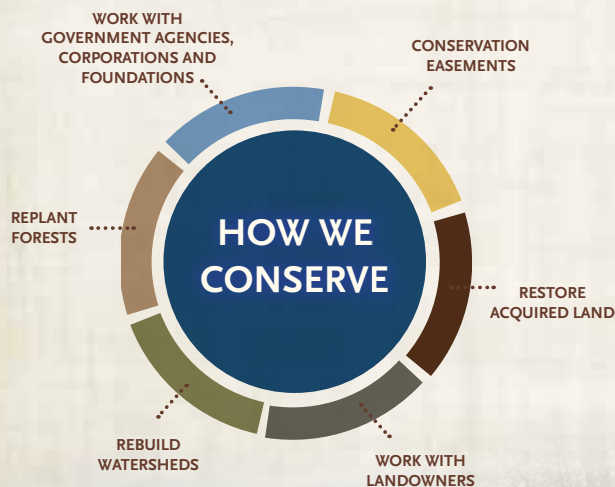 WORK WITH
GOVERNMENT AGENCIES,
CORPORATIONS AND
FOUNDATIONS
CONSERVATION
EASEMENTS
REPLANT
FORESTS
HOW WE
CONSERVE
RESTORE
ACQUIRED LAND
REBUILD
WATERSHEDS
WORK WITH
LANDOWNERS